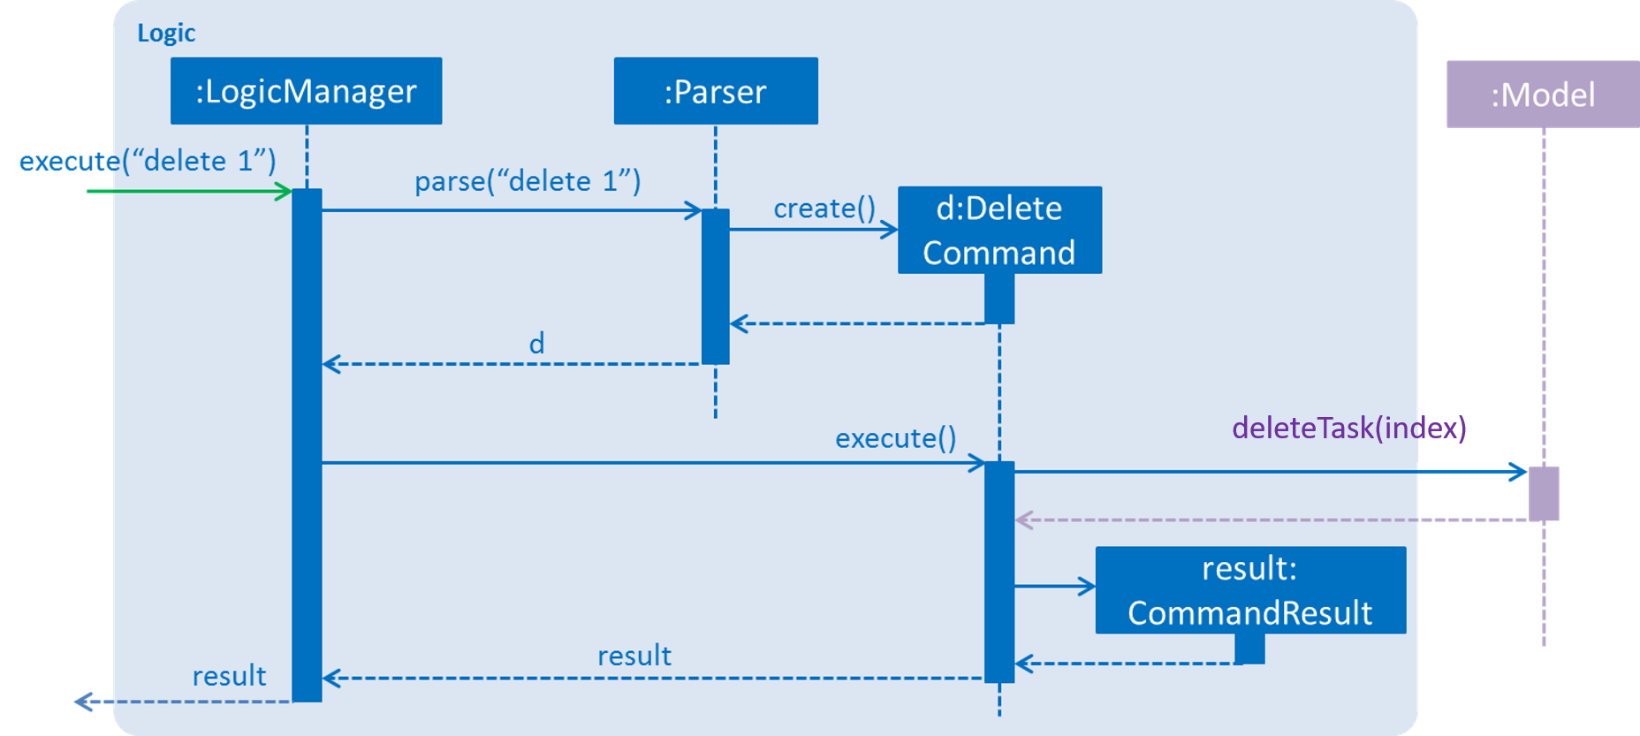 Logic
:LogicManager
:Parser
:Model
execute(“delete 1”)
parse(“delete 1”)
create()
d:Delete
Command
d
execute()
deleteTask(index)
result:
CommandResult
result
result